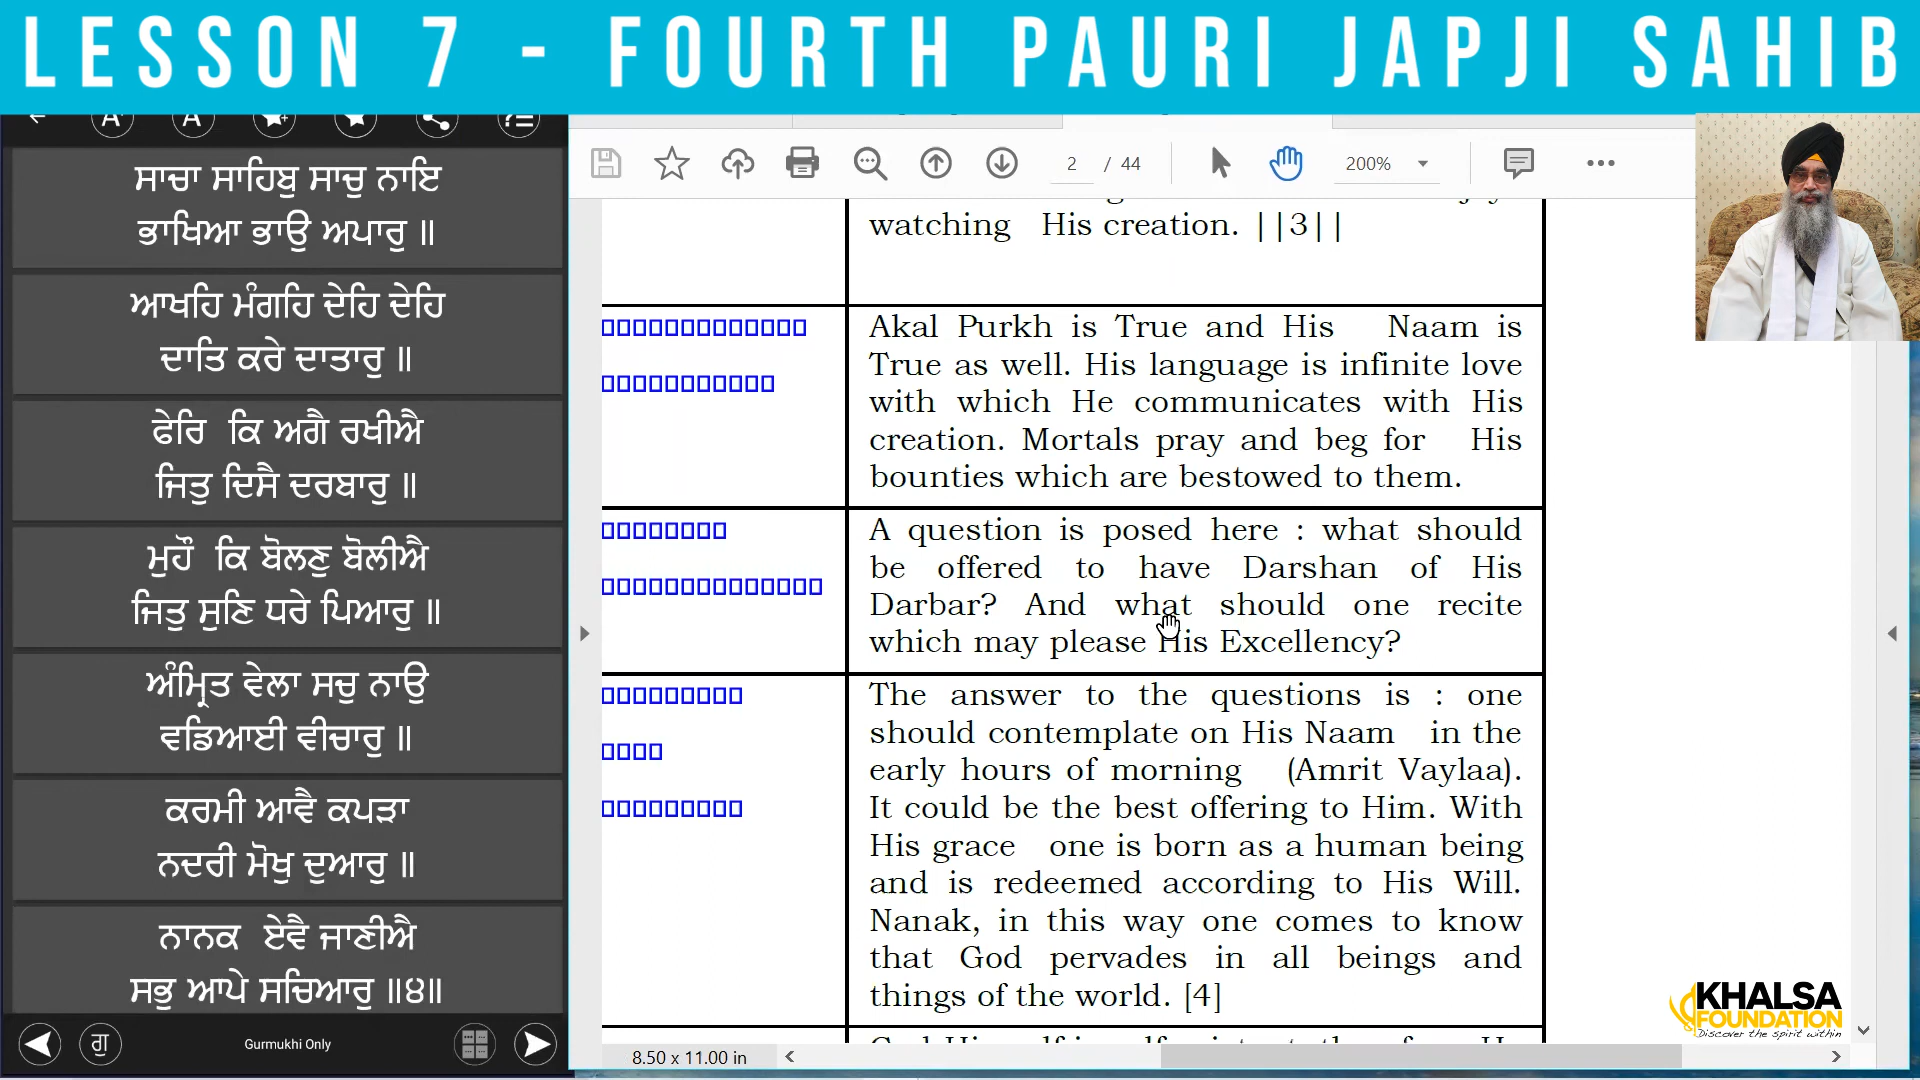 LESSON 7 - FOURTH PAURI JAPJI SAHIB
ਸਾਚਾ ਸਾਹਿਬੁ ਸਾਚੁ ਨਾਇ
ਭਾਖਿਆ ਭਾਉ ਅਪਾਰੁ ॥
ਆਖਹਿ ਮੰਗਹਿ ਦੇਹਿ ਦੇਹਿ
ਦਾਤਿ ਕਰੇ ਦਾਤਾਰੁ ॥
ਫੇਰਿ ਕਿ ਅਗੈ ਰਖੀਐ
ਜਿਤੁ ਦਿਸੈ ਦਰਬਾਰੁ ॥
ਮੁਹੌ ਕਿ ਬੋਲਣੁ ਬੋਲੀਐ
ਜਿਤੁ ਸੁਣਿ ਧਰੇ ਪਿਆਰੁ ॥
ਅੰਮ੍ਰਿਤ ਵੇਲਾ ਸਚੁ ਨਾਉ
ਵਡਿਆਈ ਵੀਚਾਰੁ ॥
ਕਰਮੀ ਆਵੈ ਕਪੜਾ
ਨਦਰੀ ਮੋਖੁ ਦੁਆਰੁ ॥
ਨਾਨਕ ਏਵੈ ਜਾਣੀਐ
ਸਭੁ ਆਪੇ ਸਚਿਆਰੁ ॥੪॥
ਗੁ
Gurmukhi Only
2 / 44
200%
watching His creation. ||3||
Akal Purkh is True and His Naam is
True as well. His language is infinite love
with which He communicates with His
creation. Mortals pray and beg for His
bounties which are bestowed to them.
A question is posed here : what should
be offered to have Darshan of His
Darbar? And what should one recite
which may please His Excellency?
The answer to the questions is : one
should contemplate on His Naam in the
early hours of morning (Amrit Vaylaa).
It could be the best offering to Him. With
His grace one is born as a human being
and is redeemed according to His Will.
Nanak, in this way one comes to know
that God pervades in all beings and
things of the world. [4]
8.50 x 11.00 in
KHALSA
FOUNDATION
Discover the spirit within